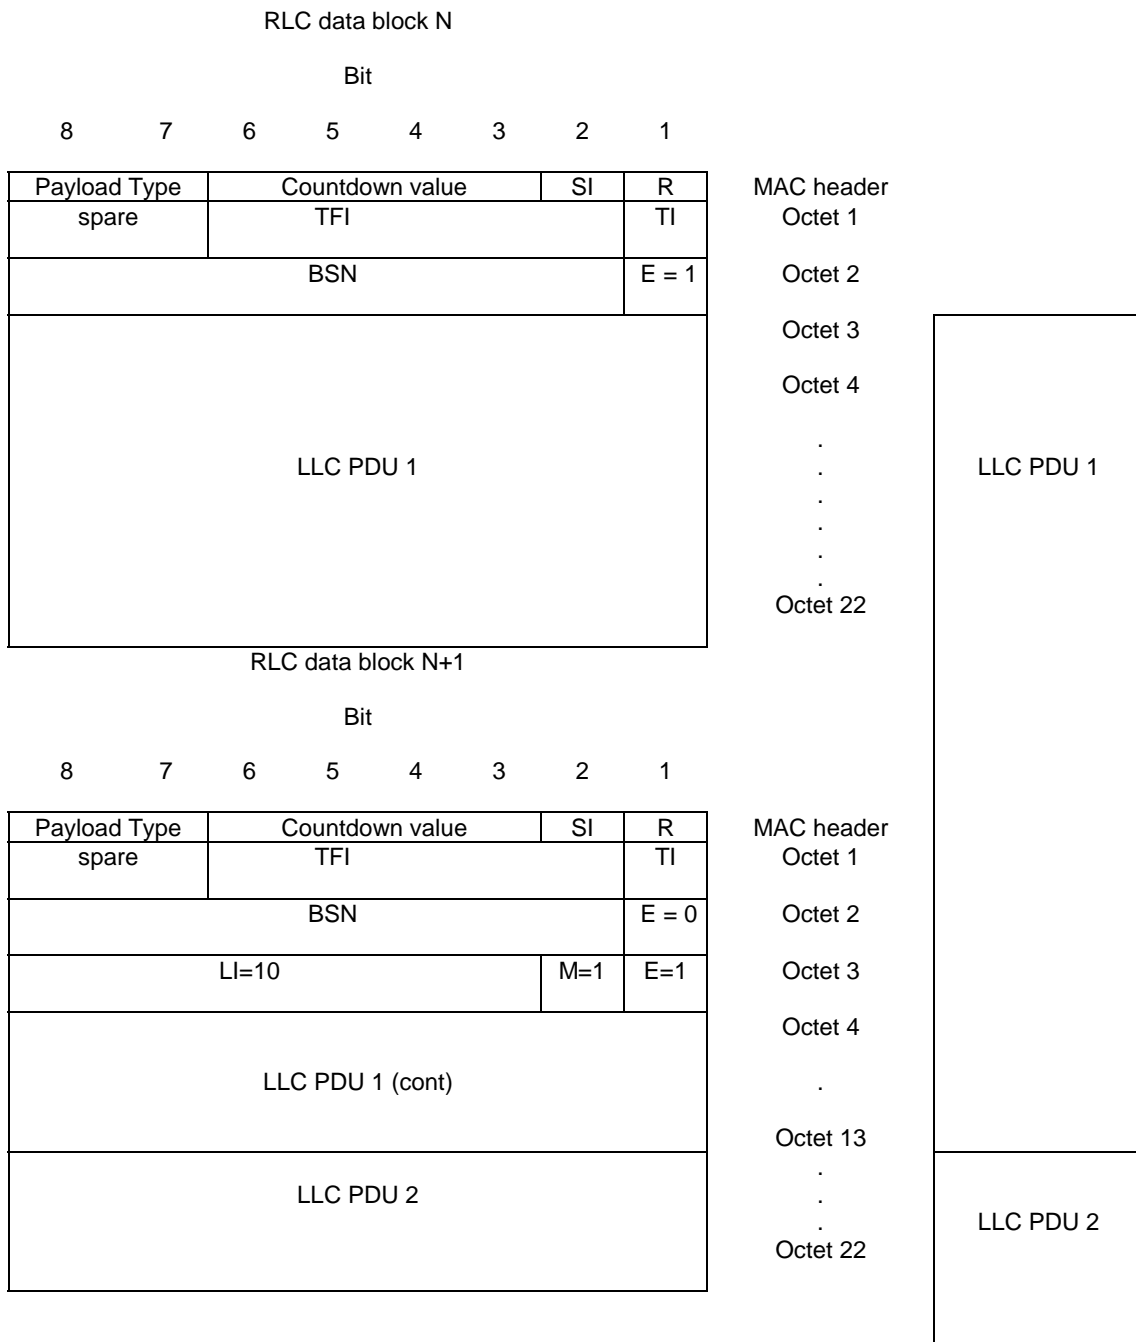 RLC data block N
Bit
8 7 6 5 4 3 2 1
Payload Type Countdown value SI R MAC header
spare TFI TI Octet 1
BSN E = 1 Octet 2
Octet 3
Octet 4
.
LLC PDU 1 . LLC PDU 1
.
.
.
.
Octet 22
RLC data block N+1
Bit
8 7 6 5 4 3 2 1
Payload Type Countdown value SI R MAC header
spare TFI TI Octet 1
BSN E = 0 Octet 2
LI=10 M=1 E=1 Octet 3
Octet 4
LLC PDU 1 (cont) .
Octet 13
.
LLC PDU 2 .
. LLC PDU 2
Octet 22